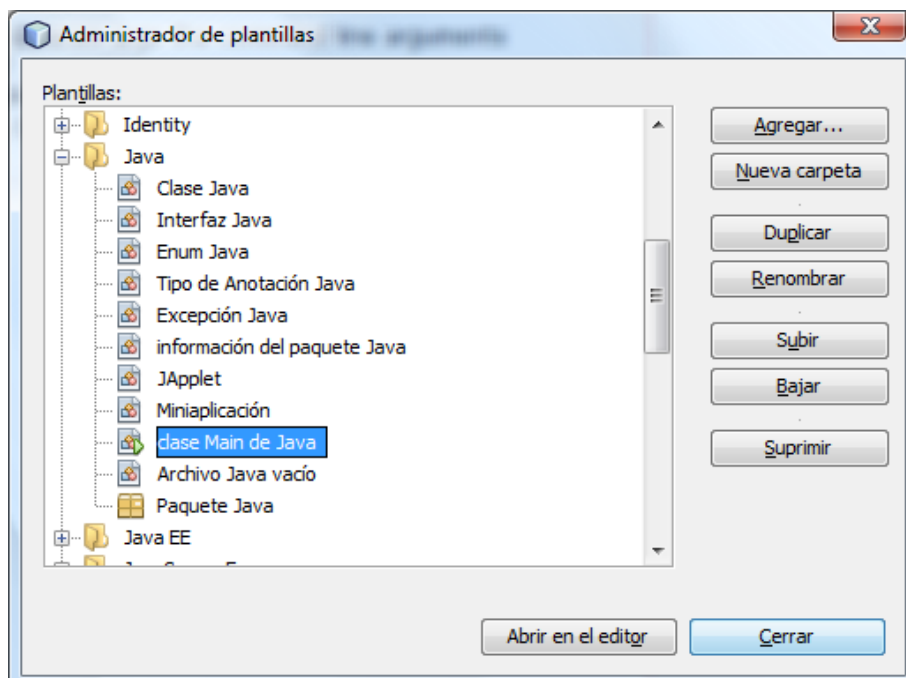 Administrador de plantillas
Plantillas:
Identity
Java
Clase Java
Interfaz Java
Enum Java
Tipo de Anotación Java
Excepción Java
información del paquete Java
JApplet
Miniaplicación
clase Main de Java
Archivo Java vacío
Paquete Java
Java EE
Agregar...
Nueva carpeta
Duplicar
Renombrar
Subir
Bajar
Suprimir
Abrir en el editor
Cerrar